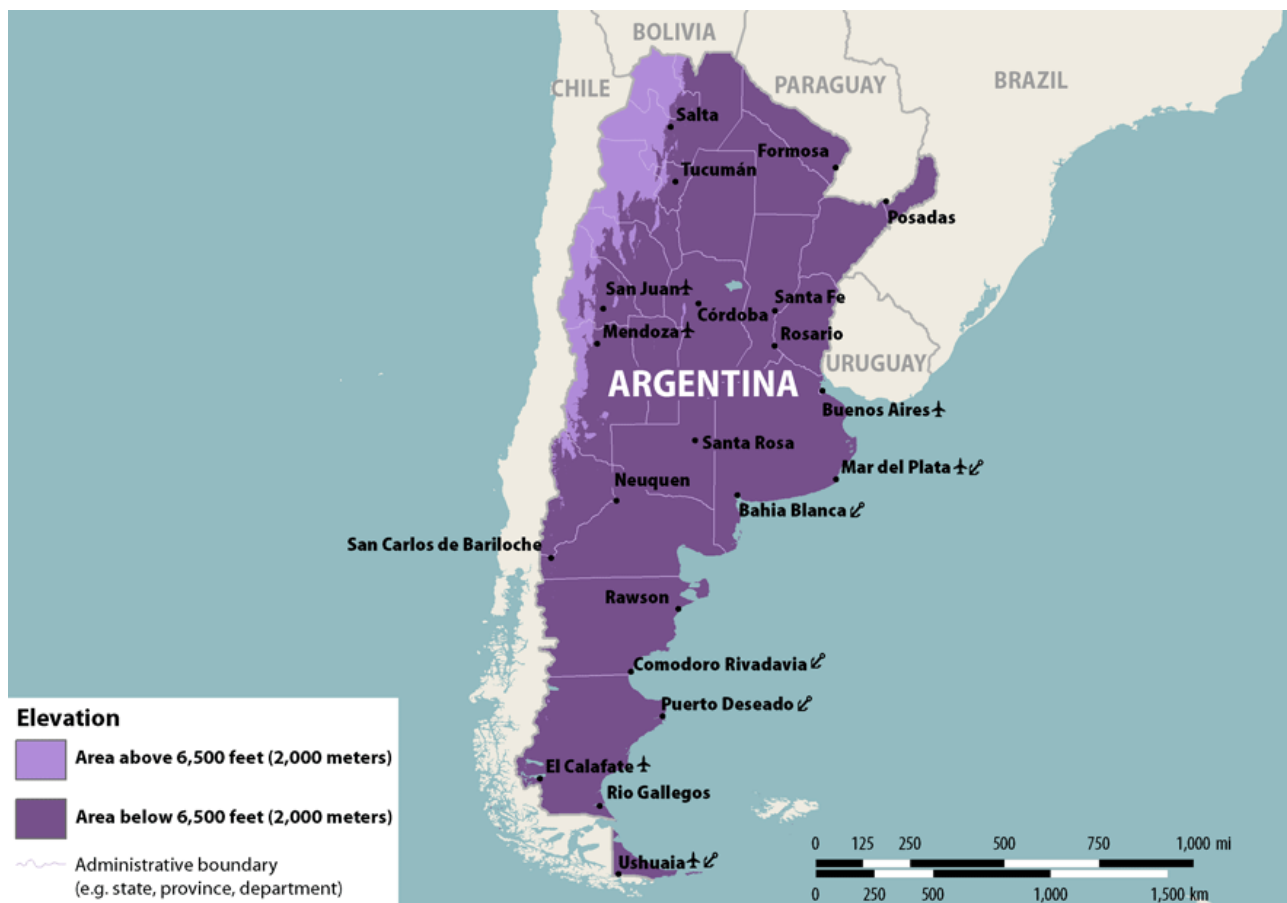 BOLIVIA
CHILE
PARAGUAY
BRAZIL
Salta
Formosa
Tucumán
Posadas
San Juan
Santa Fe
Córdoba
Mendoza
Rosario
URUGUAY
ARGENTINA
Buenos Aires
Santa Rosa
Mar del Plata
Neuquen
Bahia Blanca
San Carlos de Bariloche
Rawson
Comodoro Rivadavia
Puerto Deseado
El Calafate
Rio Gallegos
Ushuaia
Elevation
Area above 6,500 feet (2,000 meters)
Area below 6,500 feet (2,000 meters)
Administrative boundary
(e.g. state, province, department)
0 125 250 500 750 1,000 mi
0 250 500 1,000 1,500 km